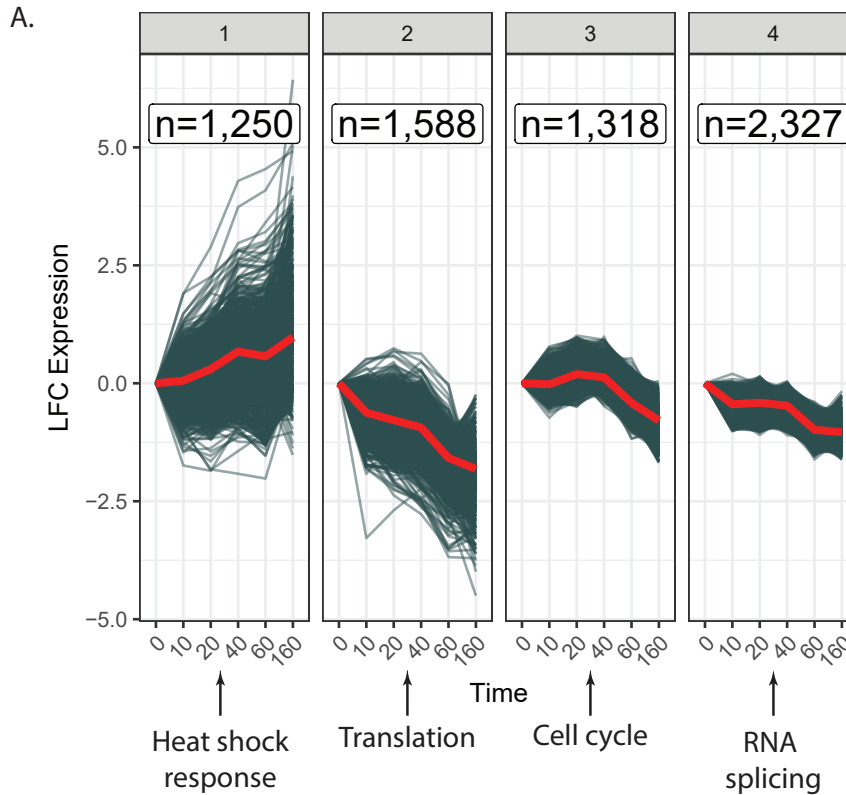 A.
1 2 3 4
n=1,250 n=1,588 n=1,318 n=2,327
5.0
2.5
0.0
−2.5
−5.0
LFC Expression
0 10 20 40 60 160 0 10 20 40 60 160 0 10 20 40 60 160 0 10 20 40 60 160
Time
Heat shock
response
Translation
Cell cycle
RNA
splicing